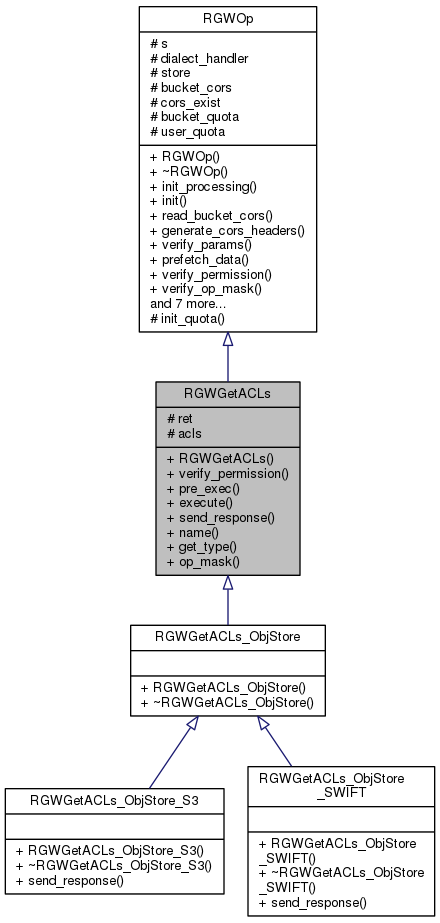 RGWOp
# s
# dialect_handler
# store
# bucket_cors
# cors_exist
# bucket_quota
# user_quota
+ RGWOp()
+ ~RGWOp()
+ init_processing()
+ init()
+ read_bucket_cors()
+ generate_cors_headers()
+ verify_params()
+ prefetch_data()
+ verify_permission()
+ verify_op_mask()
and 7 more...
# init_quota()
RGWGetACLs
# ret
# acls
+ RGWGetACLs()
+ verify_permission()
+ pre_exec()
+ execute()
+ send_response()
+ name()
+ get_type()
+ op_mask()
RGWGetACLs_ObjStore
+ RGWGetACLs_ObjStore()
+ ~RGWGetACLs_ObjStore()
RGWGetACLs_ObjStore_S3
+ RGWGetACLs_ObjStore_S3()
+ ~RGWGetACLs_ObjStore_S3()
+ send_response()
RGWGetACLs_ObjStore
_SWIFT
+ RGWGetACLs_ObjStore
_SWIFT()
+ ~RGWGetACLs_ObjStore
_SWIFT()
+ send_response()